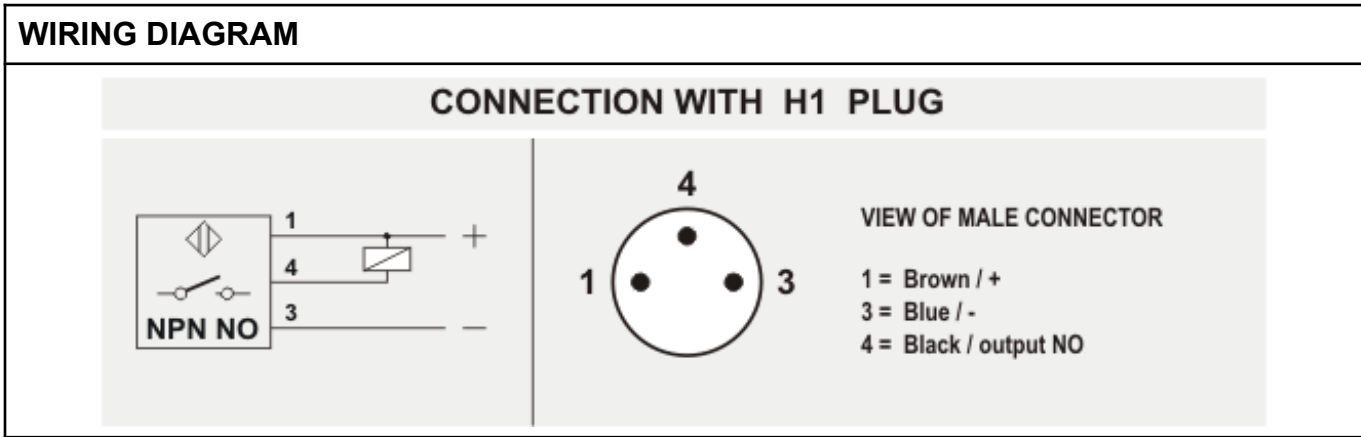 WIRING DIAGRAM
CONNECTION WITH H1 PLUG
1
+
4
3
−
NPN NO
4
1
3
VIEW OF MALE CONNECTOR
1 = Brown / +
3 = Blue / -
4 = Black / output NO